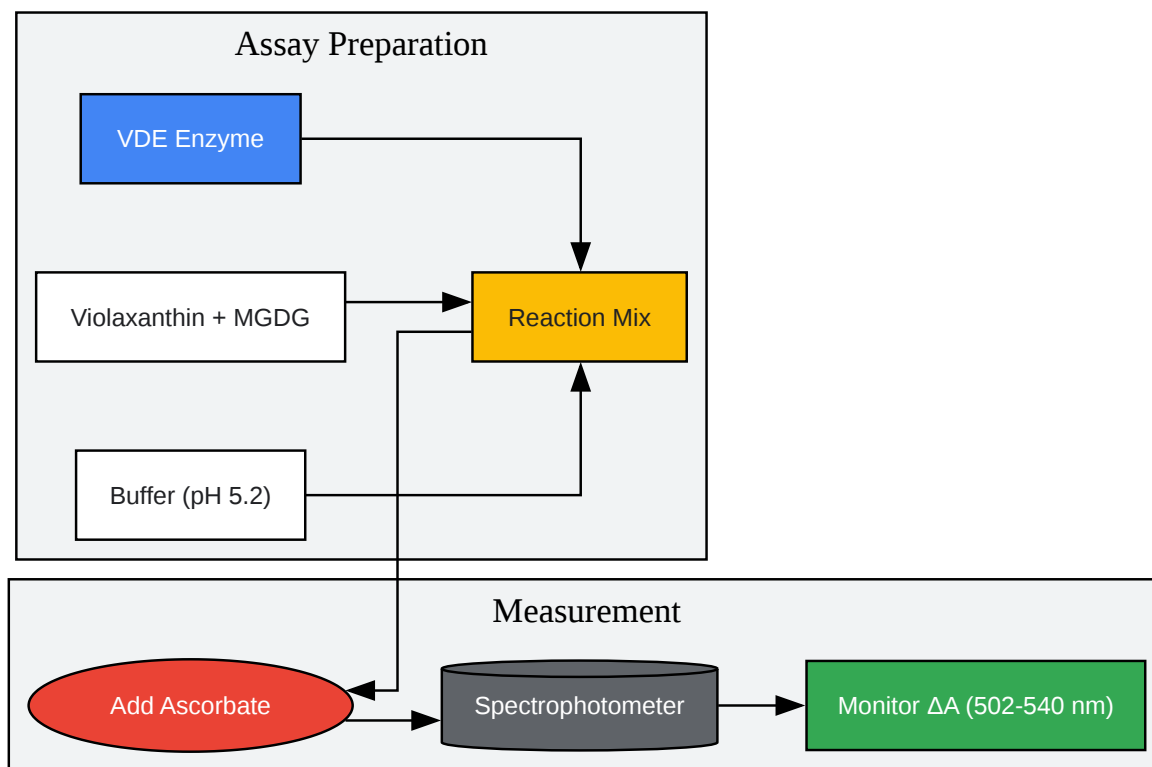 Assay Preparation
VDE Enzyme
Violaxanthin + MGDG
Reaction Mix
Buffer (pH 5.2)
Measurement
Add Ascorbate
Spectrophotometer
Monitor ΔA (502-540 nm)